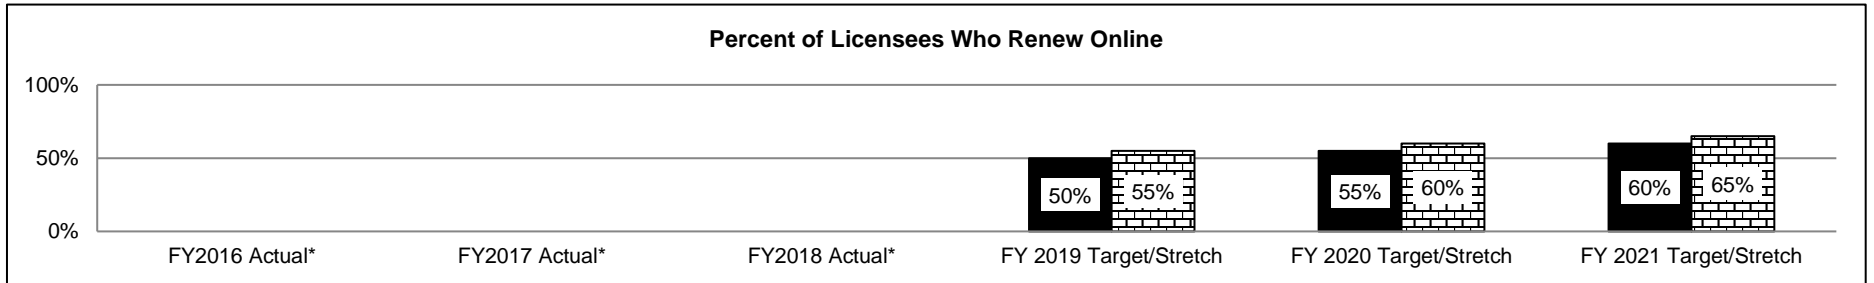 Percent of Licensees Who Renew Online
100%
50%
0%
50%
55%
55%
60%
60%
65%
FY2016 Actual*
FY2017 Actual*
FY2018 Actual*
FY 2019 Target/Stretch
FY 2020 Target/Stretch
FY 2021 Target/Stretch